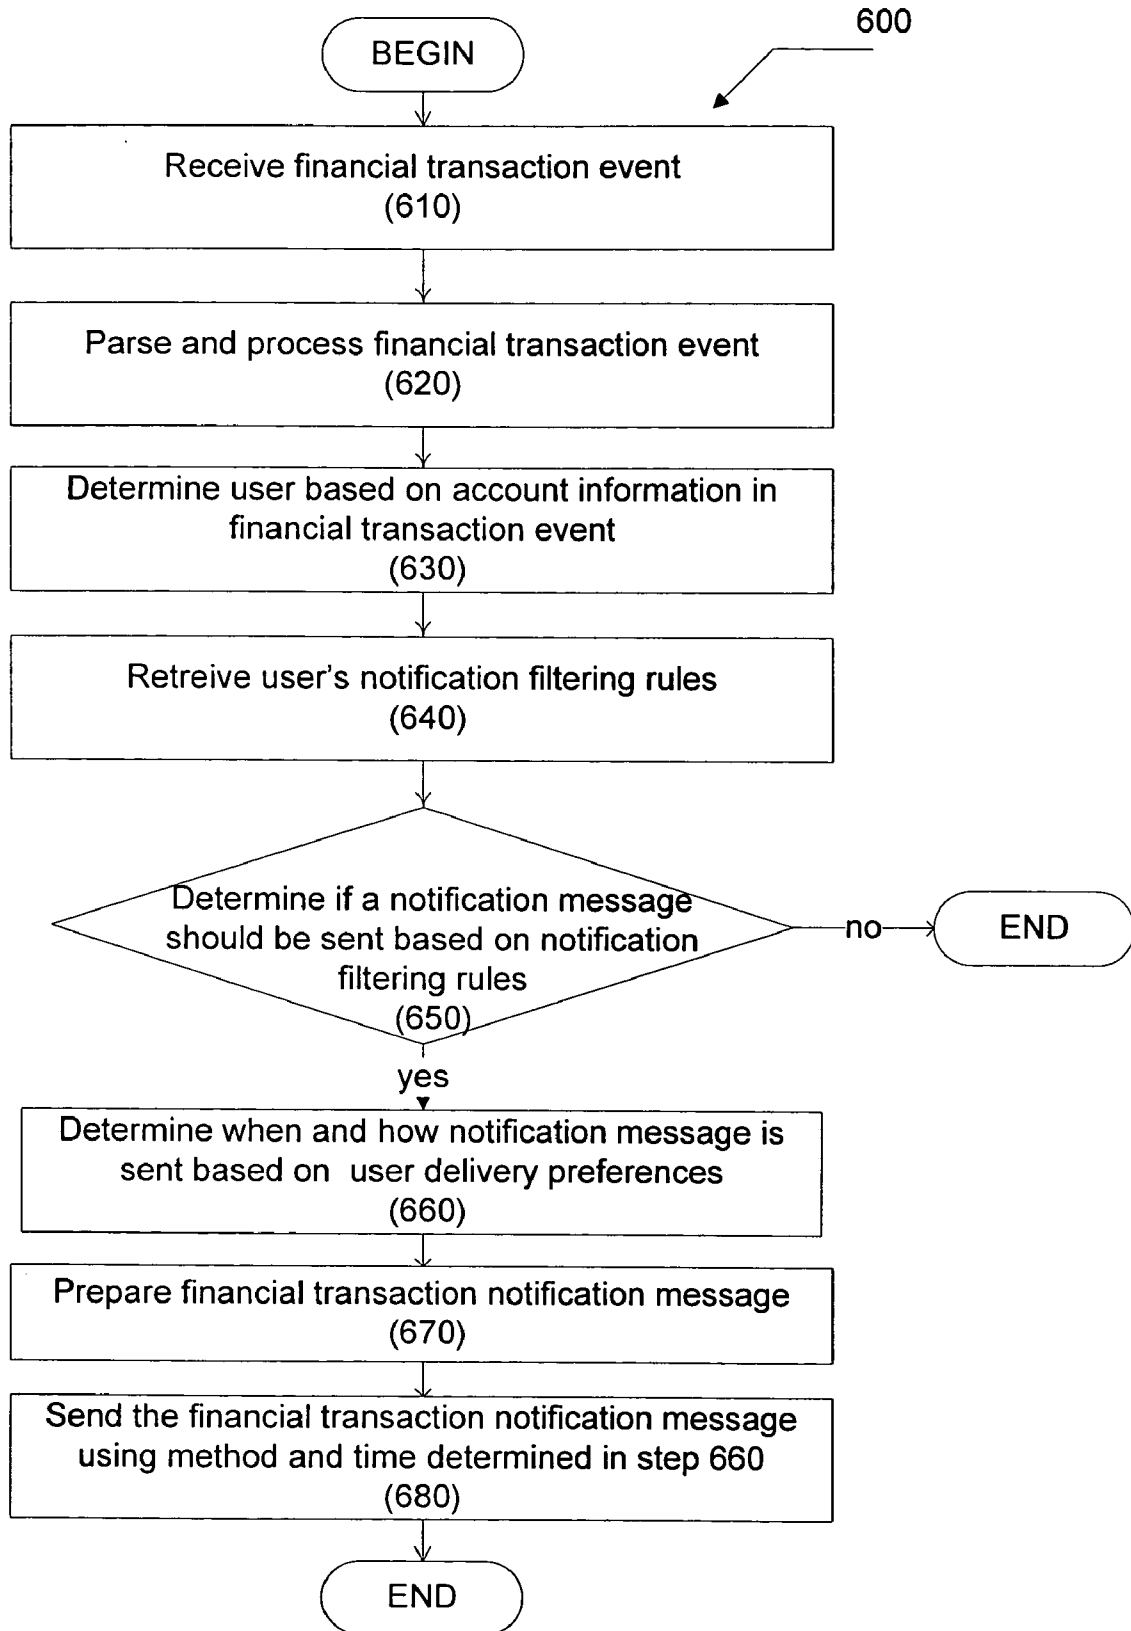 600
BEGIN
Receive financial transaction event
(610)
Parse and process financial transaction event
(620)
Determine user based on account information in
financial transaction event
(630)
Retreive user's notification filtering rules
(640)
Determine if a notification message
should be sent based on notification
filtering rules
(650)
no
END
yes
Determine when and how notification message is
sent based on user delivery preferences
(660)
Prepare financial transaction notification message
(670)
Send the financial transaction notification message
using method and time determined in step 660
(680)
END